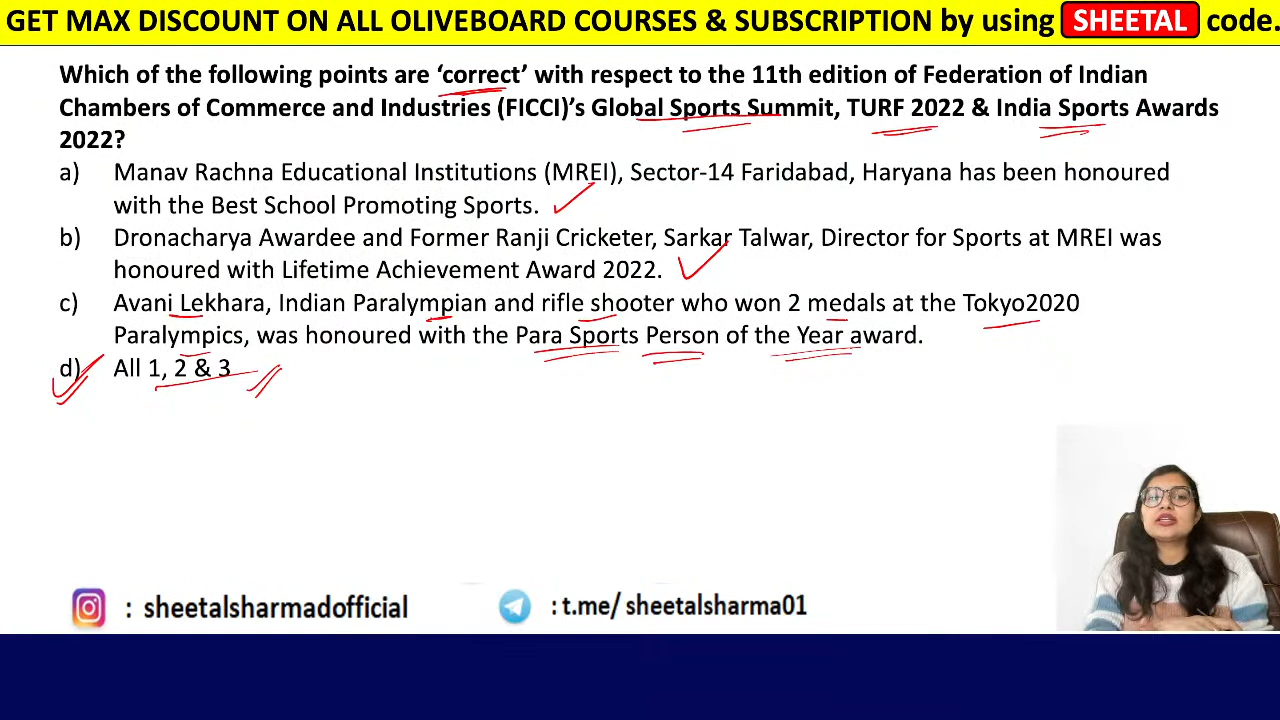 GET MAX DISCOUNT ON ALL OLIVEBOARD COURSES & SUBSCRIPTION by using SHEETAL code.
Which of the following points are ‘correct’ with respect to the 11th edition of Federation of Indian
Chambers of Commerce and Industries (FICCI)’s Global Sports Summit, TURF 2022 & India Sports Awards
2022?
a) Manav Rachna Educational Institutions (MREI), Sector-14 Faridabad, Haryana has been honoured
with the Best School Promoting Sports.
b) Dronacharya Awardee and Former Ranji Cricketer, Sarkar Talwar, Director for Sports at MREI was
honoured with Lifetime Achievement Award 2022.
c) Avani Lekhara, Indian Paralympian and rifle shooter who won 2 medals at the Tokyo2020
Paralympics, was honoured with the Para Sports Person of the Year award.
d) All 1, 2 & 3
: sheetalsharmadofficial
: t.me/ sheetalsharma01